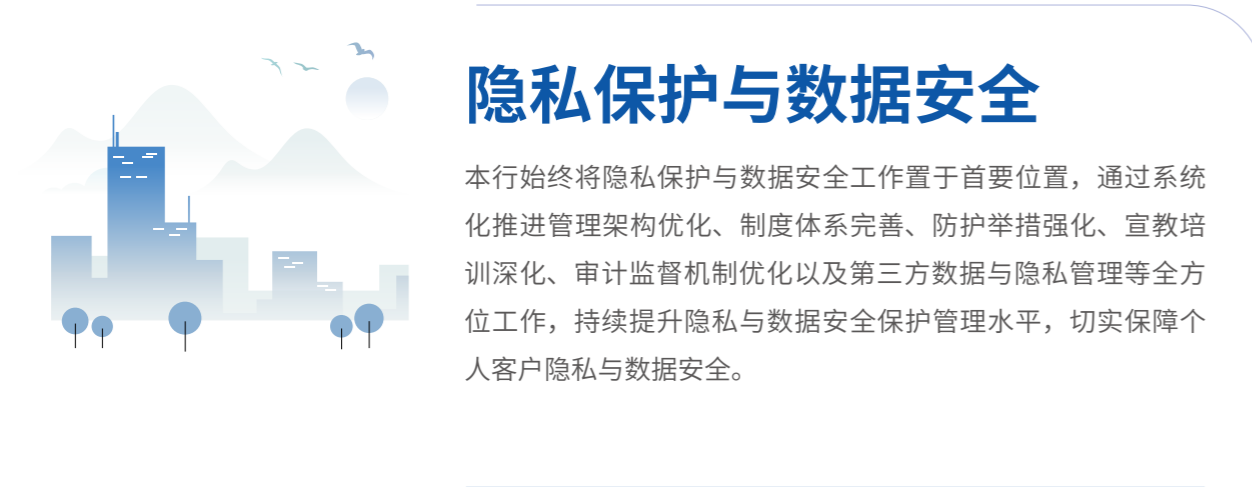 隐私保护与数据安全
本行始终将隐私保护与数据安全工作置于首要位置，通过系统
化推进管理架构优化、制度体系完善、防护举措强化、宣教培
训深化、审计监督机制优化以及第三方数据与隐私管理等全方
位工作，持续提升隐私与数据安全保护管理水平，切实保障个
人客户隐私与数据安全。